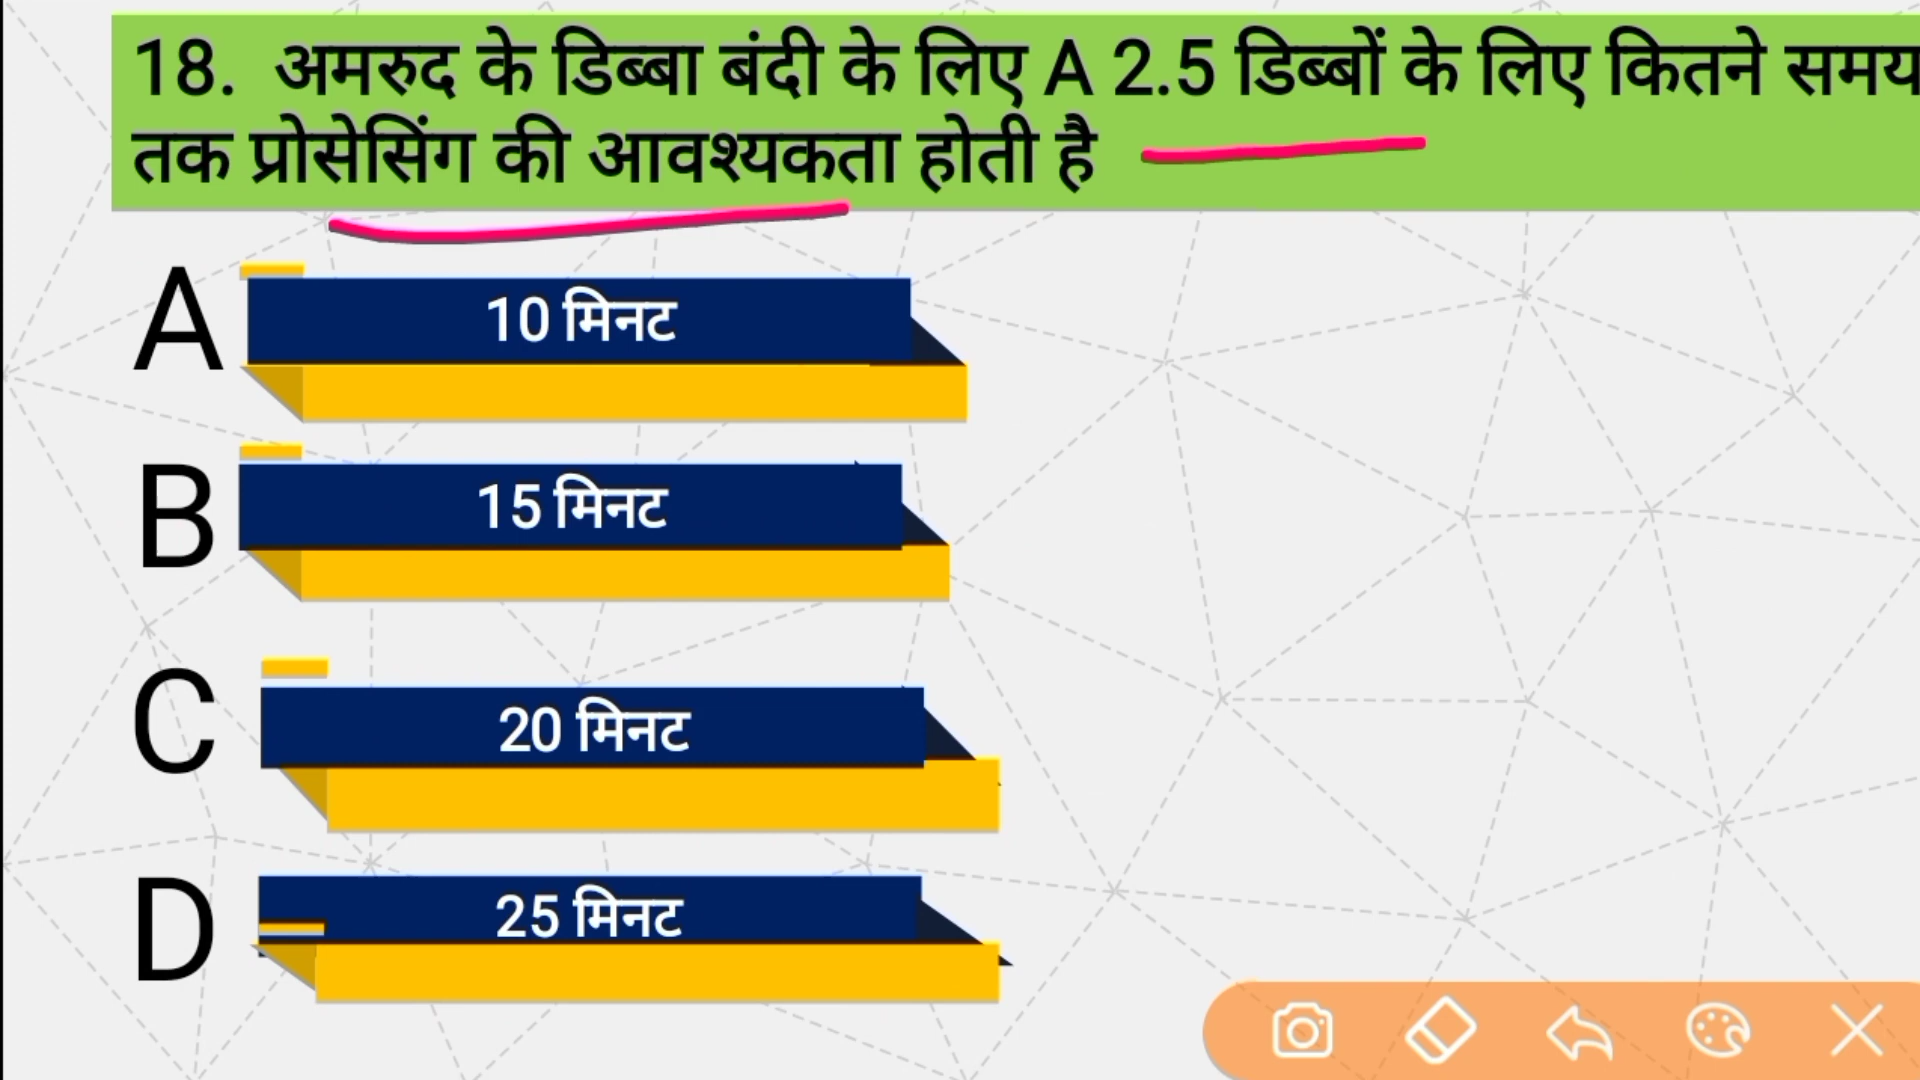 18. अमरुद के डिब्बा बंदी के लिए A 2.5 डिब्बों के लिए कितने समय
तक प्रोसेसिंग की आवश्यकता होती है
A 10 मिनट
B 15 मिनट
C 20 मिनट
D 25 मिनट